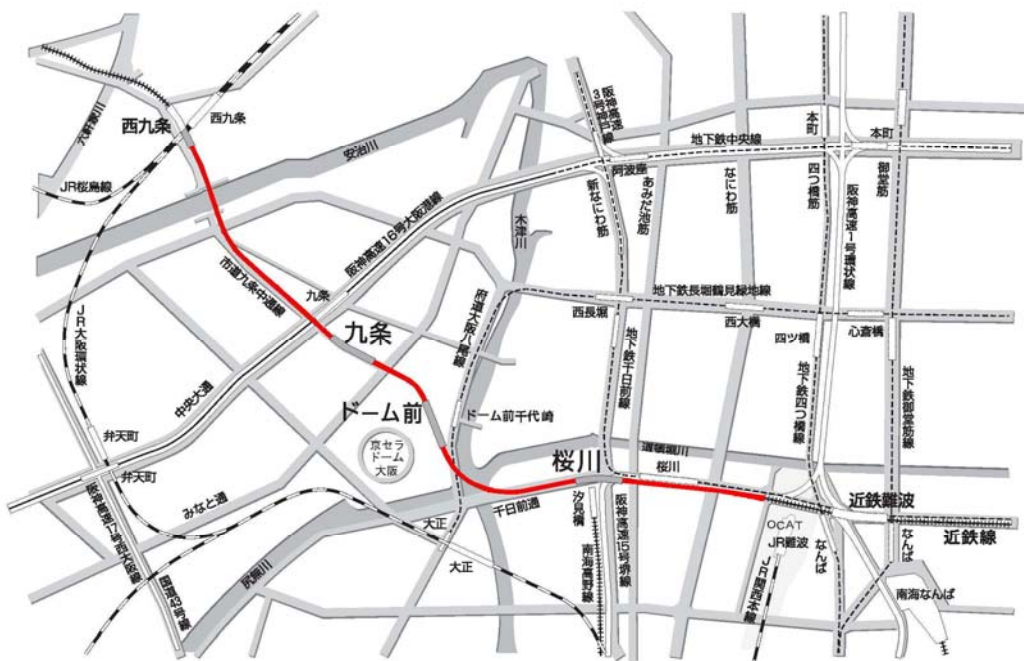 西九条
西九条
六軒家川
安治川
JR桜島線
阪神高速
3号神戸線
阿波座
地下鉄中央線
本町
本町
四つ橋筋
御堂筋
阪神高速1号環状線
なにわ筋
あみだ池筋
新なにわ筋
木津川
阪神高速16号大阪港線
九条
市道九条中通線
九条
JR大阪環状線
中央大通
府道大阪八尾線
地下鉄長堀鶴見緑地線
西長堀
西大橋
四ツ橋
心斎橋
地下鉄千日前線
地下鉄四つ橋線
地下鉄御堂筋線
ドーム前
京セラ
ドーム
大阪
ドーム前千代崎
弁天町
弁天町
みなと通
阪神高速17号西大阪線
国道43号線
尻無川
大正
大正
千日前通
桜川
桜川
道頓堀川
汐見橋
南海高野線
阪神高速15号堺線
近鉄難波
近鉄線
OCAT
JR難波
JR関西本線
なんば
なんば
南海なんば